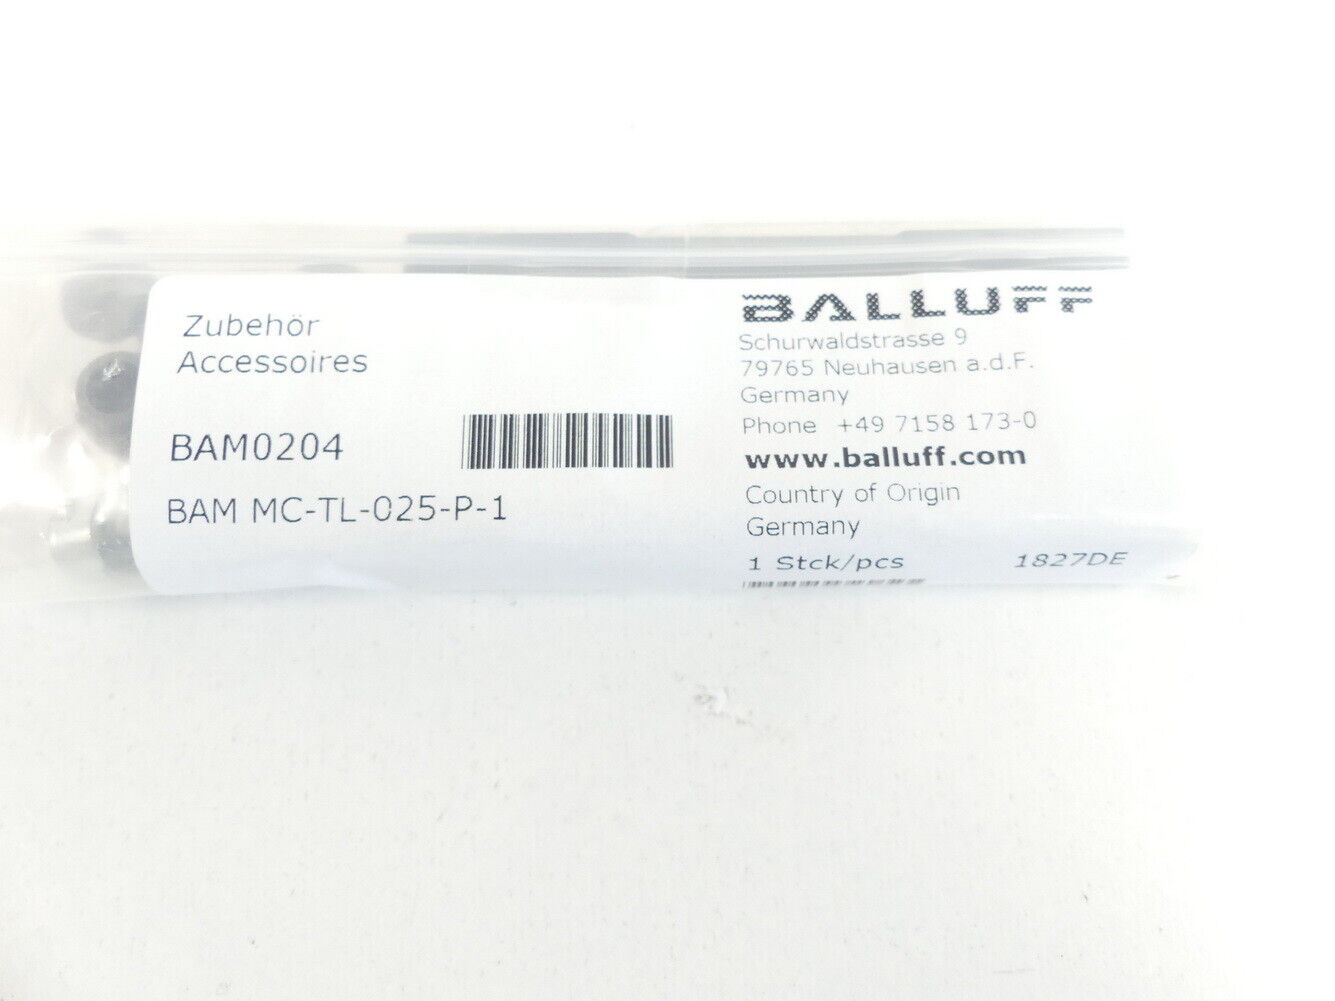 Zubehör
Accessoires
BAM0204
BAM MC-TL-025-P-1
BALLUFF
Schurwaldstrasse 9
79765 Neuhausen a.d.F.
Germany
Phone +49 7158 173-0
www.balluff.com
Country of Origin
Germany
1 Stck/pcs 1827DE